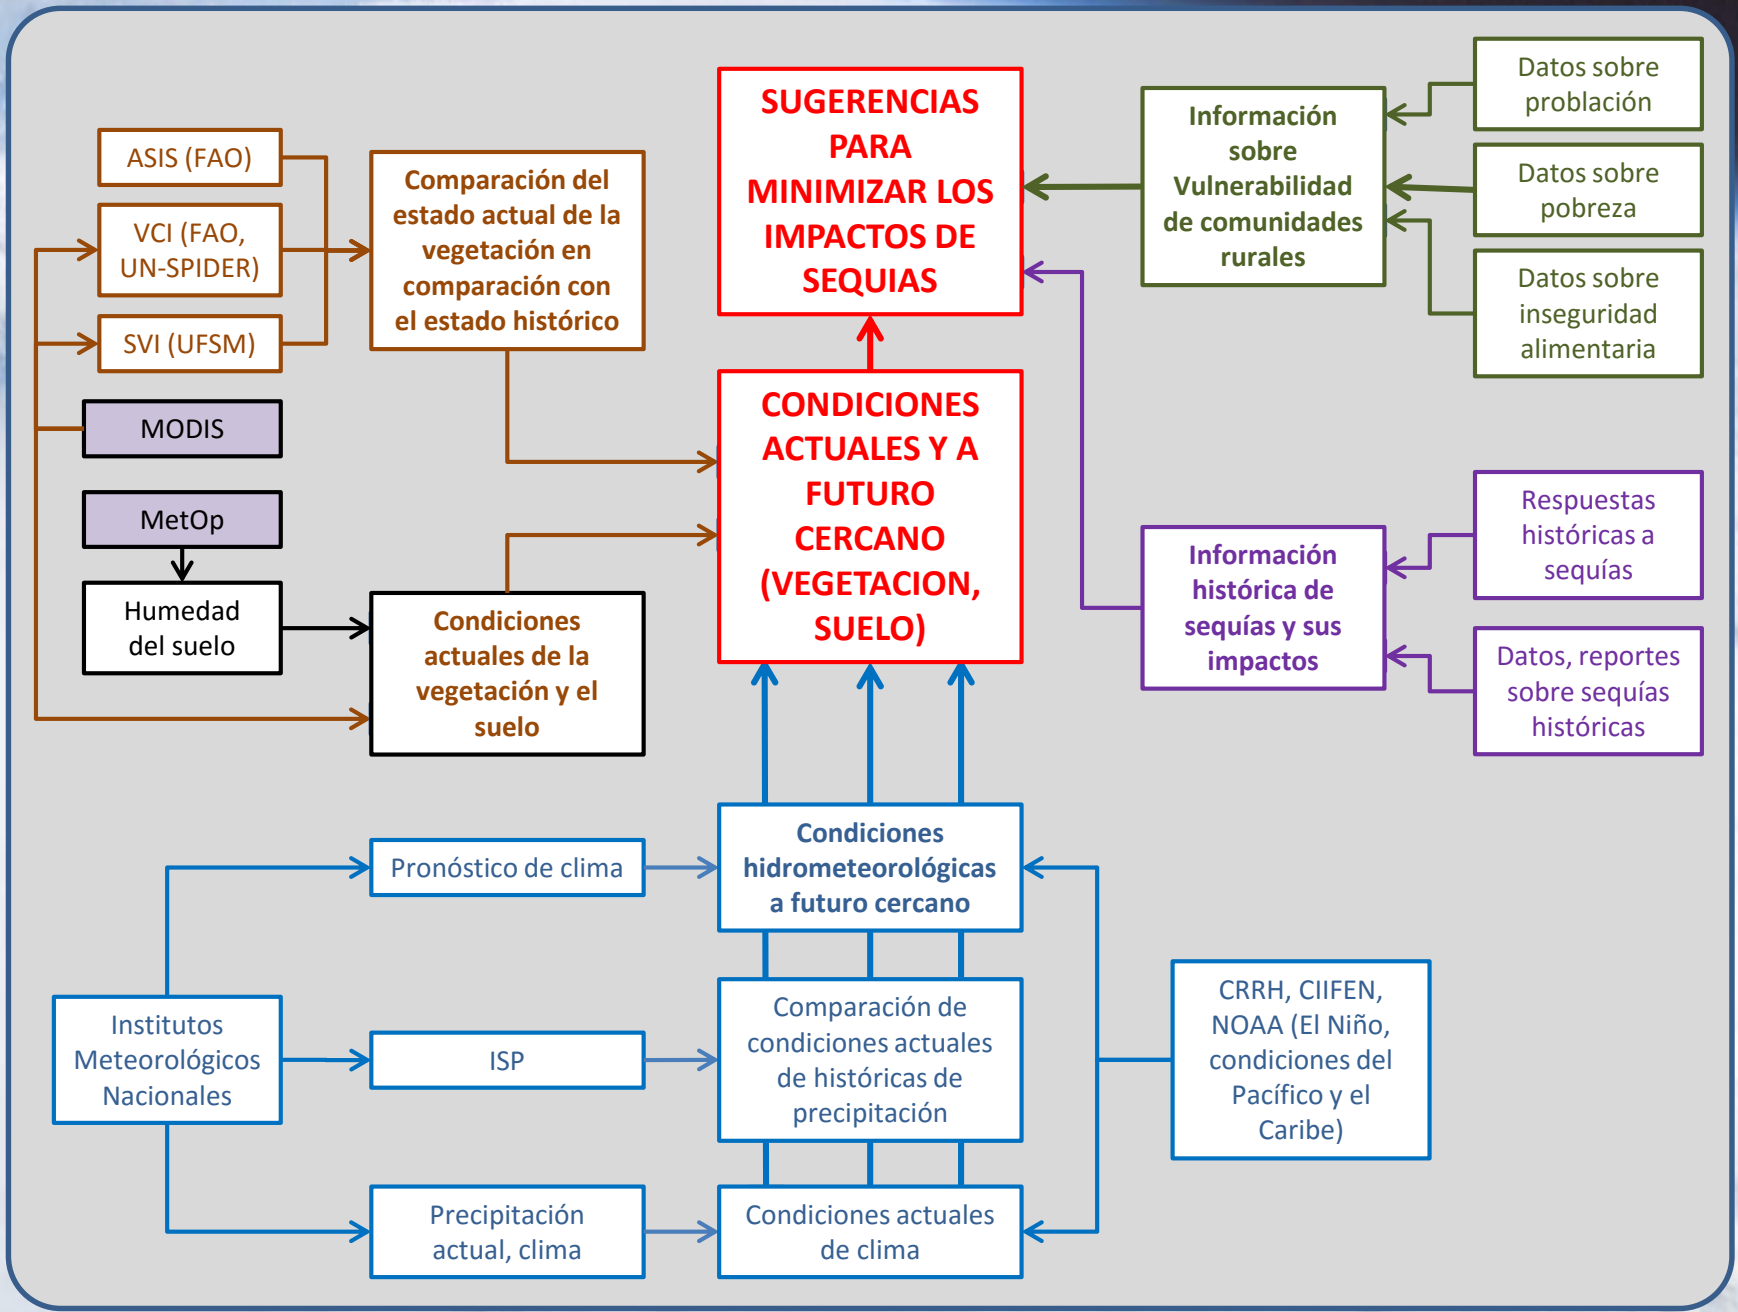 SUGERENCIAS
PARA
MINIMIZAR LOS
IMPACTOS DE
SEQUIAS
Información
sobre
Vulnerabilidad
de comunidades
rurales
Datos sobre
problación
Datos sobre
pobreza
Datos sobre
inseguridad
alimentaria
ASIS (FAO)
VCI (FAO,
UN-SPIDER)
SVI (UFSM)
Comparación del
estado actual de la
vegetación en
comparación con
el estado histórico
MODIS
MetOp
Humedad
del suelo
Condiciones
actuales de la
vegetación y el
suelo
CONDICIONES
ACTUALES Y A
FUTURO
CERCANO
(VEGETACION,
SUELO)
Información
histórica de
sequías y sus
impactos
Respuestas
históricas a
sequías
Datos, reportes
sobre sequías
históricas
Pronóstico de clima
Condiciones
hidrometeorológicas
a futuro cercano
Institutos
Meteorológicos
Nacionales
ISP
Comparación de
condiciones actuales
de históricas de
precipitación
CRRH, CIIFEN,
NOAA (El Niño,
condiciones del
Pacífico y el
Caribe)
Precipitación
actual, clima
Condiciones actuales
de clima